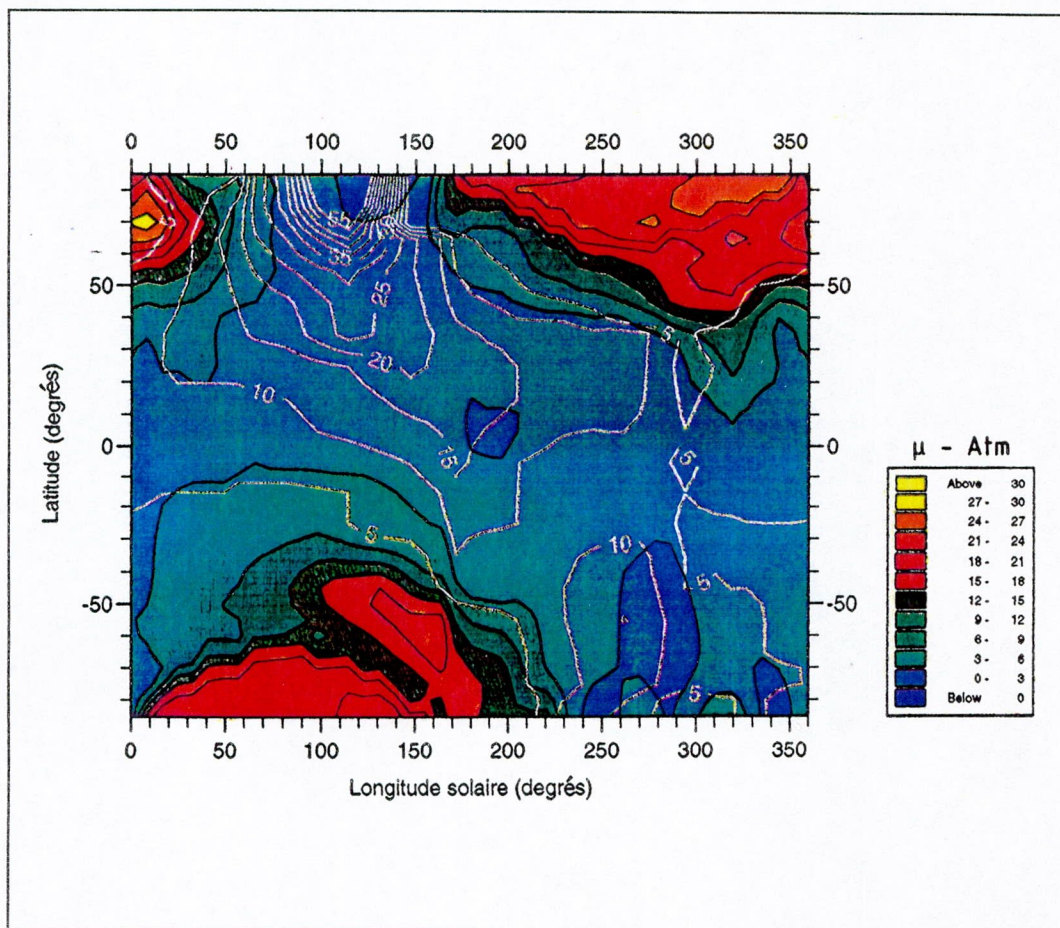 0 50 100 150 200 250 300 350
55
35
25
50 50
5
20
10
15
0 0
5
5
10
5
-50 -50
5
0 50 100 150 200 250 300 350
Longitude solaire (degrés)
Latitude (degrés)
μ - Atm
Above 30
27 - 30
24 - 27
21 - 24
18 - 21
15 - 18
12 - 15
9 - 12
6 - 9
3 - 6
0 - 3
Below 0